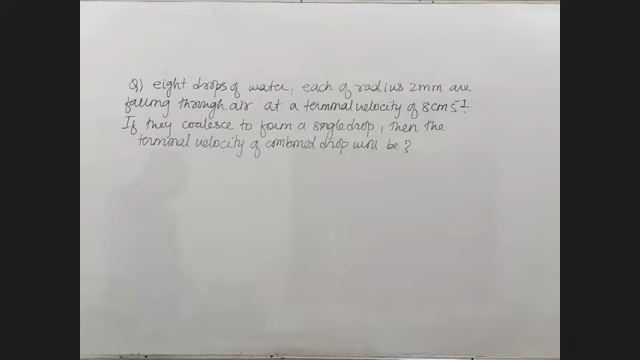 Q) eight drops of water, each of radius 2mm are
falling through air at a terminal velocity of 8cm s⁻¹.
If they coalesce to form a single drop, then the
terminal velocity of combined drop will be ?